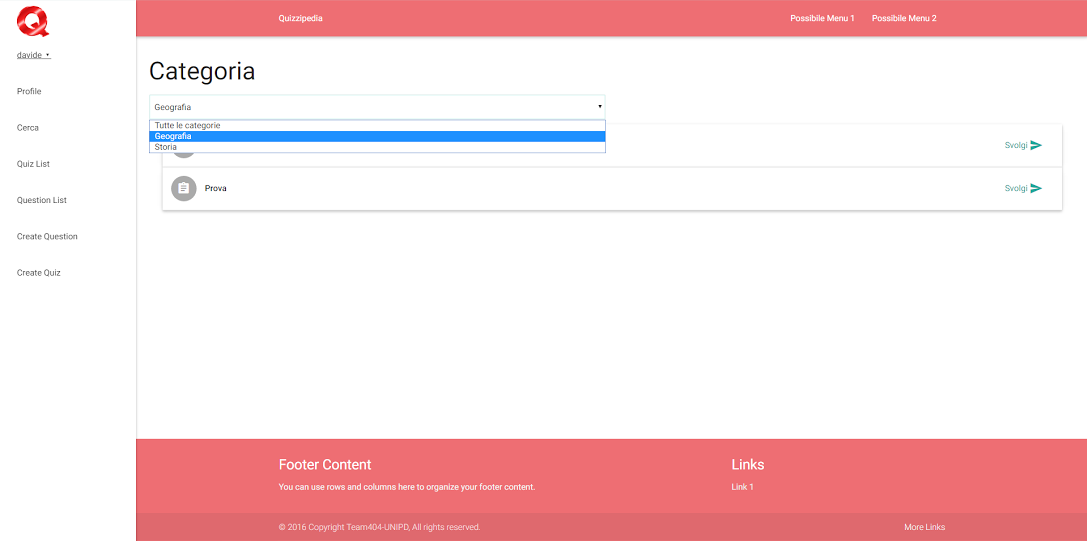 Q
davide
Profile
Cerca
Quiz List
Question List
Create Question
Create Quiz
Quizzipedia
Possibile Menu 1
Possibile Menu 2
Categoria
Geografia
Tutte le categorie
Geografia
Storia
Svolgi
Prova
Svolgi
Footer Content
You can use rows and columns here to organize your footer content.
Links
Link 1
© 2016 Copyright Team404-UNIPD, All rights reserved.
More Links